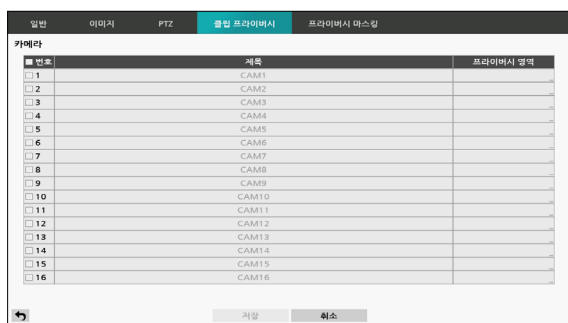 일반 이미지 PTZ 클립 프라이버시 프라이버시 마스킹
카메라
번호 제목 프라이버시 영역
1 CAM1 ...
2 CAM2 ...
3 CAM3 ...
4 CAM4 ...
5 CAM5 ...
6 CAM6 ...
7 CAM7 ...
8 CAM8 ...
9 CAM9 ...
10 CAM10 ...
11 CAM11 ...
12 CAM12 ...
13 CAM13 ...
14 CAM14 ...
15 CAM15 ...
16 CAM16 ...
저장 취소